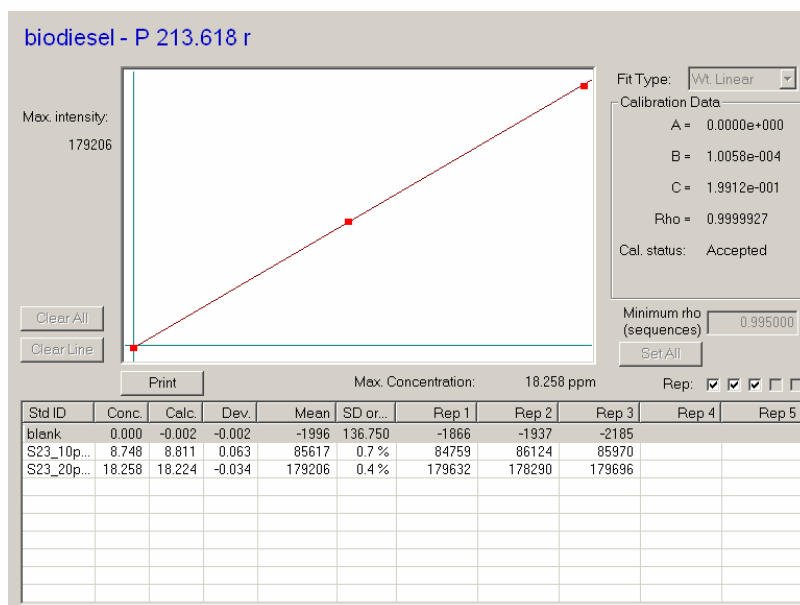 biodiesel - P 213.618 r
Max. intensity:
179206
Fit Type: Wt. Linear
Calibration Data
A = 0.0000e+000
B = 1.0058e-004
C = 1.9912e-001
Rho = 0.9999927
Cal. status: Accepted
Clear All
Clear Line
Minimum rho
(sequences) 0.995000
Set All
Print
Max. Concentration: 18.258 ppm
Rep:
Std ID Conc. Calc. Dev. Mean SD or... Rep 1 Rep 2 Rep 3 Rep 4 Rep 5
blank 0.000 -0.002 -0.002 -1996 136.750 -1866 -1937 -2185
S23_10p... 8.748 8.811 0.063 85617 0.7 % 84759 86124 85970
S23_20p... 18.258 18.224 -0.034 179206 0.4 % 179632 178290 179696